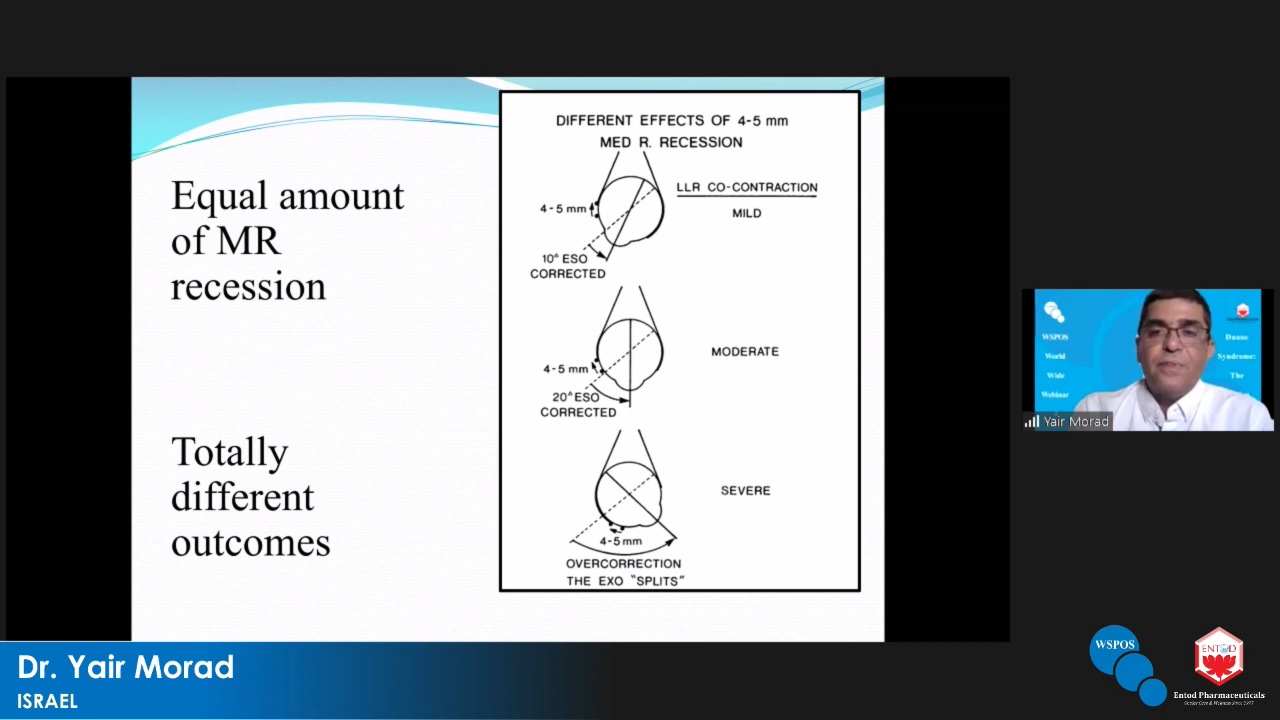 Equal amount
of MR
recession
Totally
different
outcomes
DIFFERENT EFFECTS OF 4-5 mm
MED R. RECESSION
LLR CO-CONTRACTION
MILD
4-5 mm
10△ ESO
CORRECTED
MODERATE
4-5 mm
20△ ESO
CORRECTED
SEVERE
4-5 mm
OVERCORRECTION
THE EXO "SPLITS"
WSPOS
World
Wide
Webinar
Duane
Syndrome:
The
Yair Morad
Dr. Yair Morad
ISRAEL
WSPOS
ENTOD
Entod Pharmaceuticals